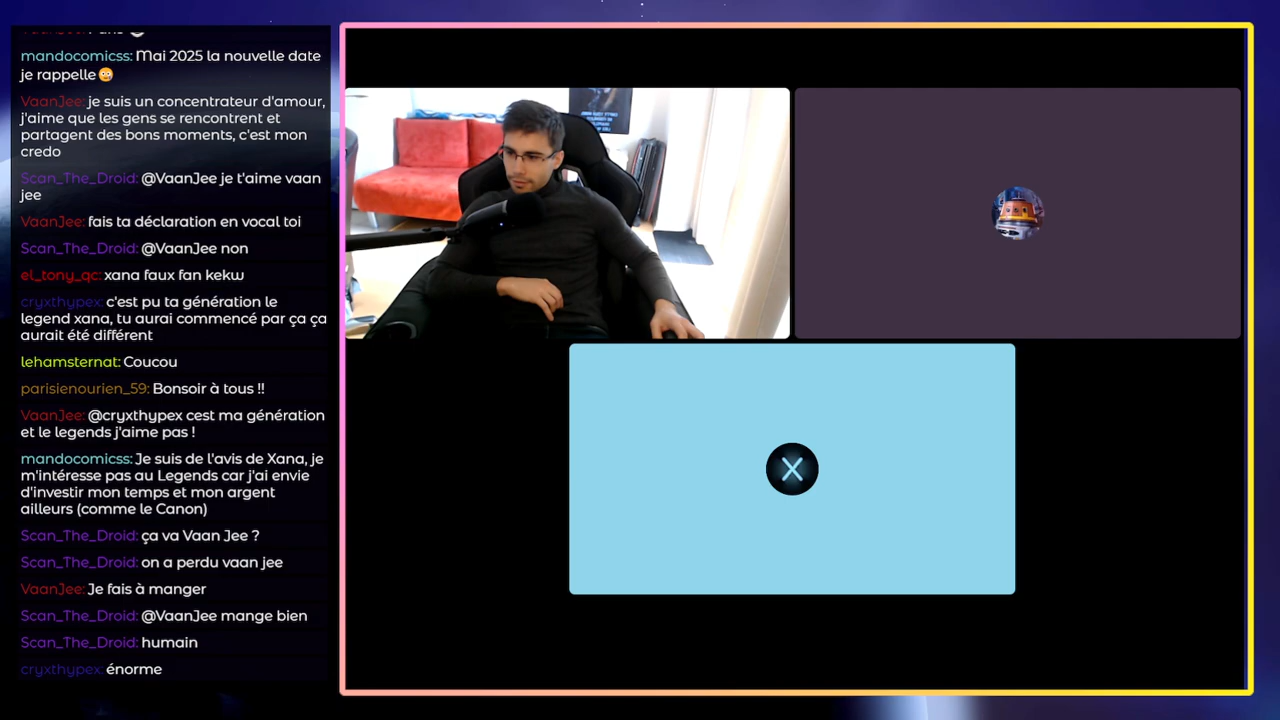 mandocomicss: Mai 2025 la nouvelle date
je rappelle
VaanJee: je suis un concentrateur d'amour,
j'aime que les gens se rencontrent et
partagent des bons moments, c'est mon
credo
Scan_The_Droid: @VaanJee je t'aime vaan
jee
VaanJee: fais ta déclaration en vocal toi
Scan_The_Droid: @VaanJee non
el_tony_qc: xana faux fan kekw
cryxthypex: c'est pu ta génération le
legend xana, tu aurai commencé par ça ça
aurait été différent
lehamsternat: Coucou
parisienourien_59: Bonsoir à tous !!
VaanJee: @cryxthypex cest ma génération
et le legends j'aime pas !
mandocomicss: Je suis de l'avis de Xana, je
m'intéresse pas au Legends car j'ai envie
d'investir mon temps et mon argent
ailleurs (comme le Canon)
Scan_The_Droid: ça va Vaan Jee ?
Scan_The_Droid: on a perdu vaan jee
VaanJee: Je fais à manger
Scan_The_Droid: @VaanJee mange bien
Scan_The_Droid: humain
cryxthypex: énorme
X